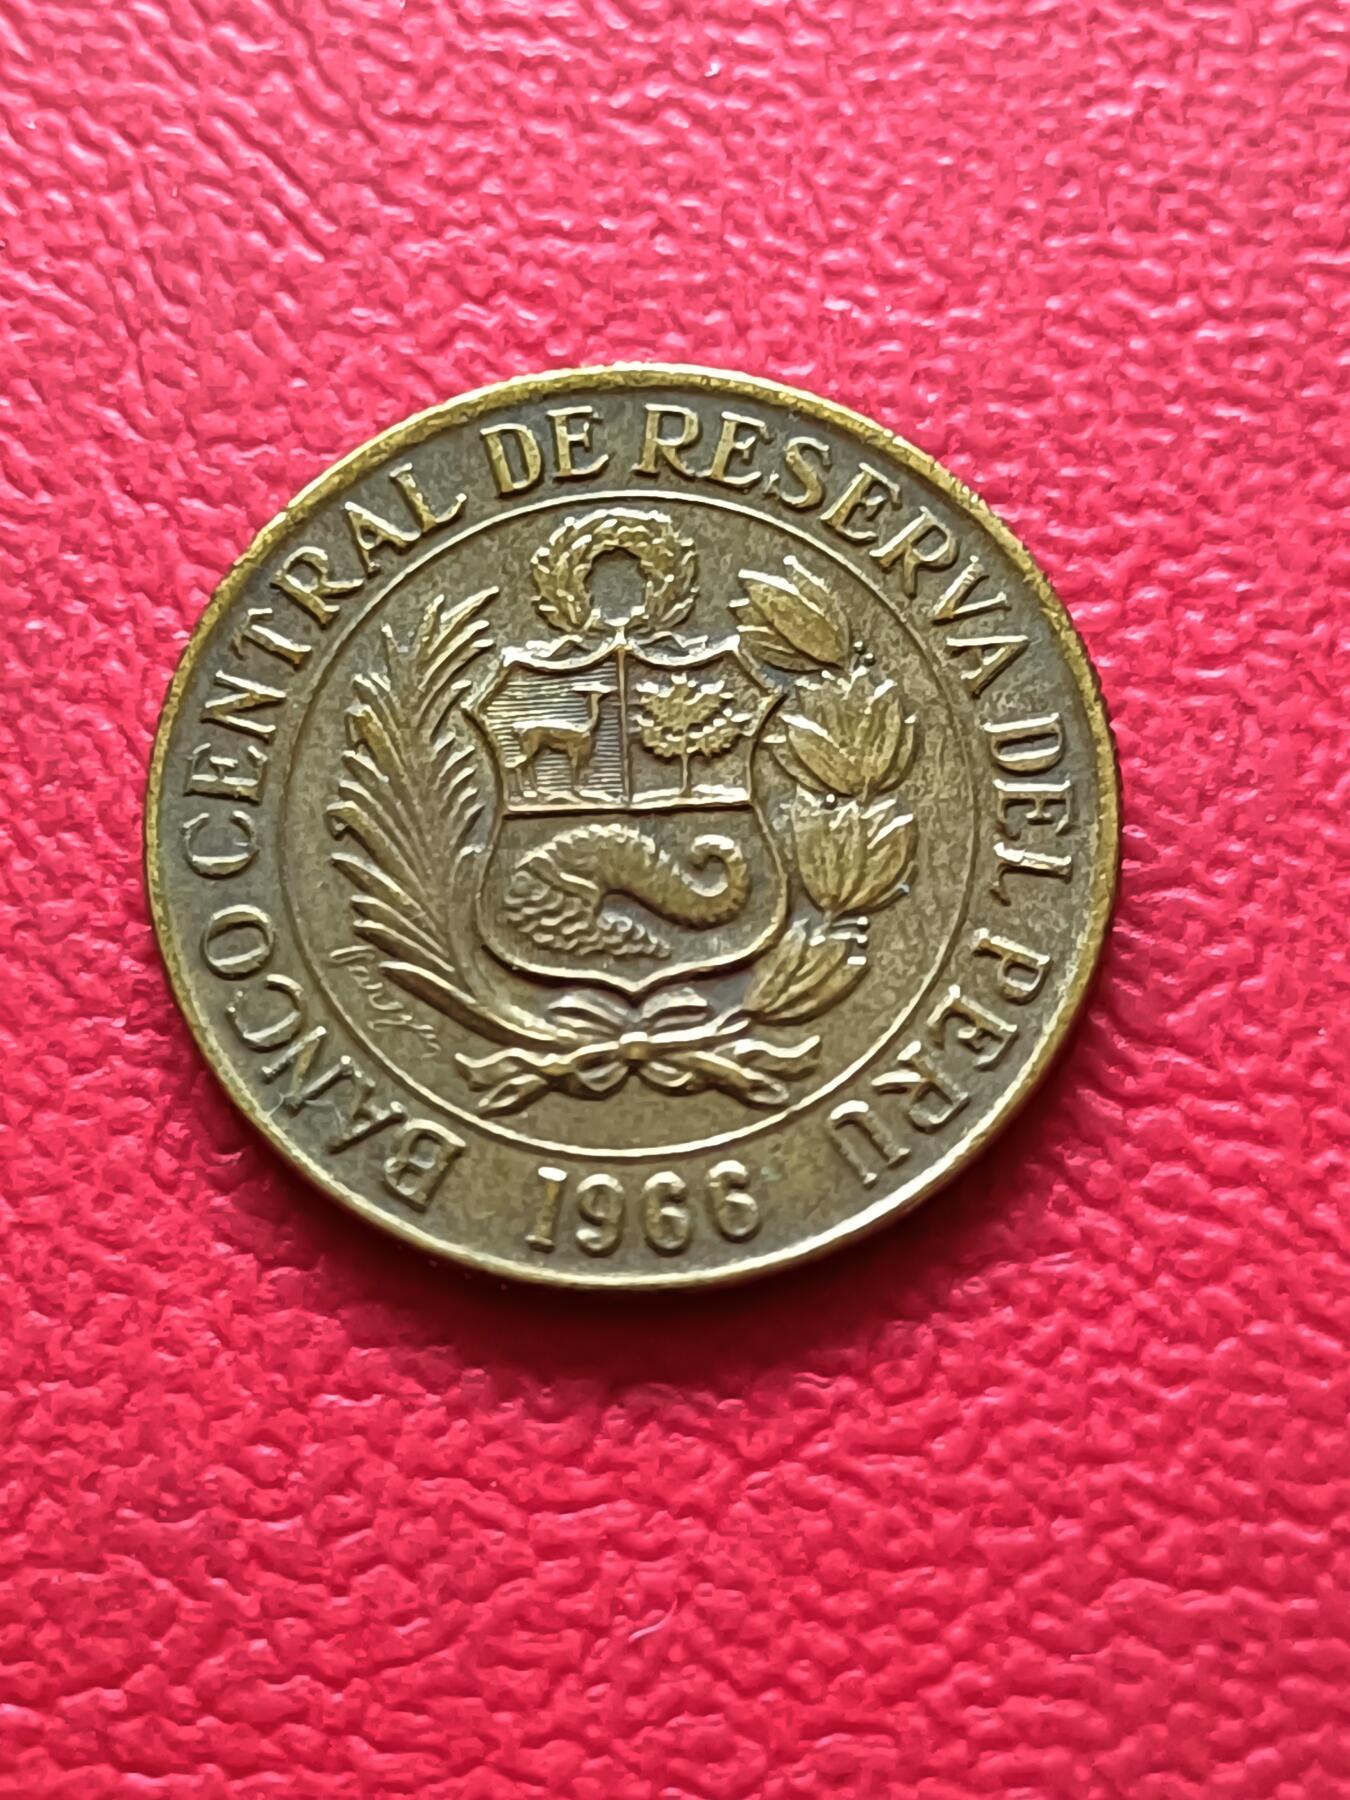 BANCO CENTRAL DE RESERVA DEL PERU
1966